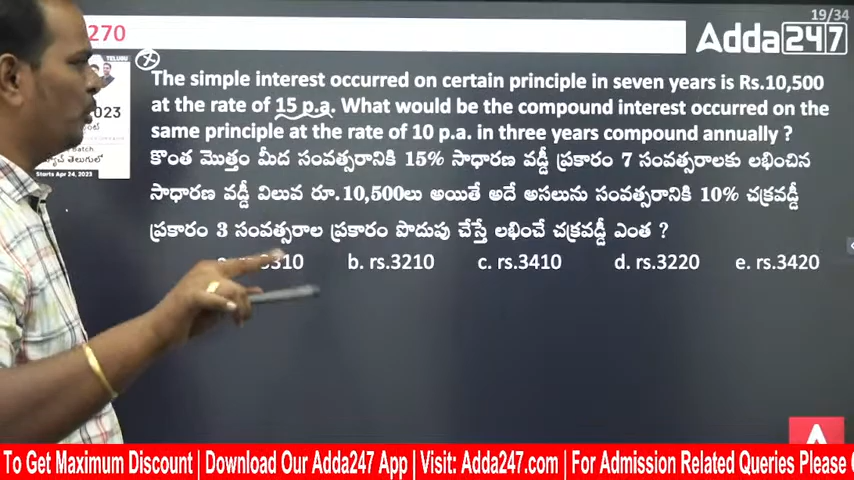 270
19/34
Adda247
TELUGU
2023
The simple interest occurred on certain principle in seven years is Rs.10,500
at the rate of 15 p.a. What would be the compound interest occurred on the
same principle at the rate of 10 p.a. in three years compound annually ?
Batch
Starts Apr 24, 2023
కొంత మొత్తం మీద సంవత్సరానికి 15% సాధారణ వడ్డీ ప్రకారం 7 సంవత్సరాలకు లభించిన
సాధారణ వడ్డీ విలువ రూ.10,500లు అయితే అదే అసలును సంవత్సరానికి 10% చక్రవడ్డీ
ప్రకారం 3 సంవత్సరాల ప్రకారం పొదుపు చేస్తే లభించే చక్రవడ్డీ ఎంత ?
b. rs.3210 c. rs.3410 d. rs.3220 e. rs.3420
To Get Maximum Discount | Download Our Adda247 App | Visit: Adda247.com | For Admission Related Queries Please